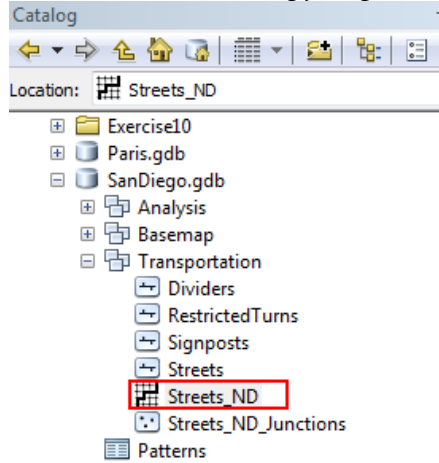 Catalog
Location: Streets_ND
Exercise10
Paris.gdb
SanDiego.gdb
Analysis
Basemap
Transportation
Dividers
RestrictedTurns
Signposts
Streets
Streets_ND
Streets_ND_Junctions
Patterns